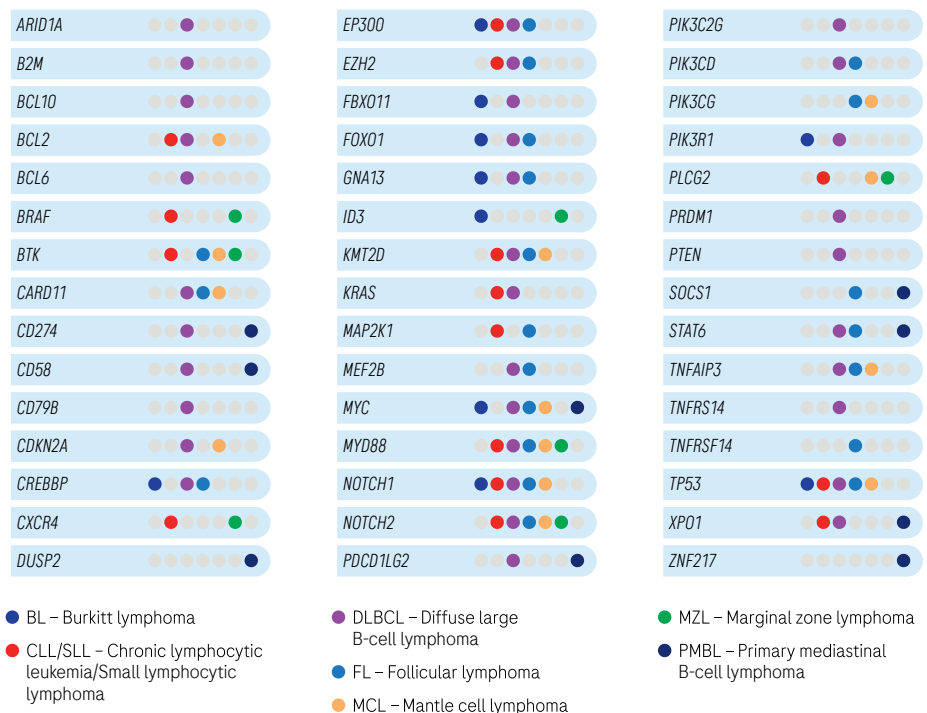 ARID1A
B2M
BCL10
BCL2
BCL6
BRAF
BTK
CARD11
CD274
CD58
CD79B
CDKN2A
CREBBP
CXCR4
DUSP2
EP300
EZH2
FBXO11
FOXO1
GNA13
ID3
KMT2D
KRAS
MAP2K1
MEF2B
MYC
MYD88
NOTCH1
NOTCH2
PDCD1LG2
PIK3C2G
PIK3CD
PIK3CG
PIK3R1
PLCG2
PRDM1
PTEN
SOCS1
STAT6
TNFAIP3
TNFRS14
TNFRSF14
TP53
XPO1
ZNF217
BL – Burkitt lymphoma
CLL/SLL – Chronic lymphocytic
leukemia/Small lymphocytic
lymphoma
DLBCL – Diffuse large
B-cell lymphoma
FL – Follicular lymphoma
MCL – Mantle cell lymphoma
MZL – Marginal zone lymphoma
PMBL – Primary mediastinal
B-cell lymphoma